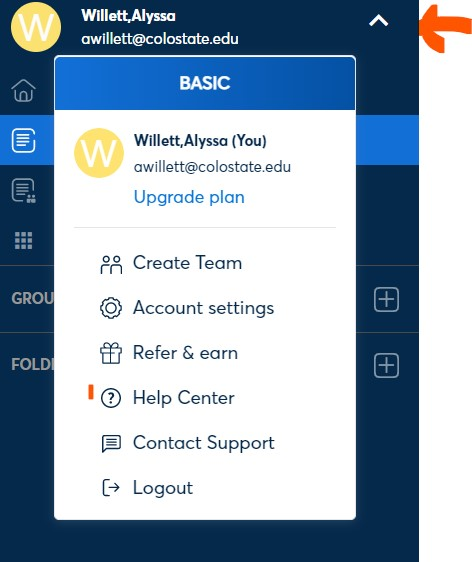 W
Willett,Alyssa
awillett@colostate.edu
BASIC
W
Willett,Alyssa (You)
awillett@colostate.edu
Upgrade plan
Create Team
Account settings
GROU
Refer & earn
FOLD
Help Center
Contact Support
Logout